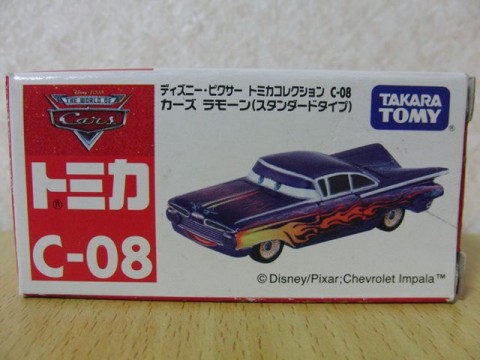 Disney·PIXAR
THE WORLD OF
Cars
ディズニー・ピクサー トミカコレクション C-08
カーズ ラモーン(スタンダードタイプ)
TAKARA
TOMY
トミカ®
C-08
©Disney/Pixar;Chevrolet Impala™